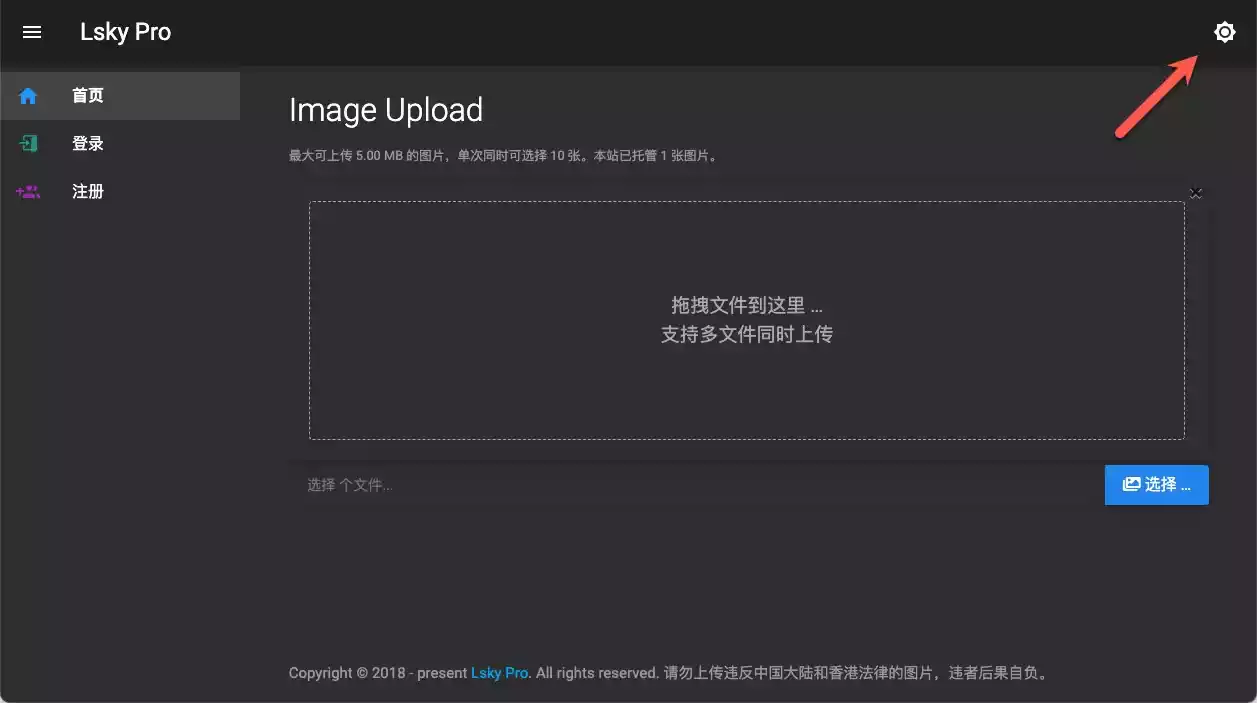 Lsky Pro
首页
登录
注册
Image Upload
最大可上传 5.00 MB 的图片，单次同时可选择 10 张。本站已托管 1 张图片。
拖拽文件到这里 ...
支持多文件同时上传
选择 个文件...
选择 ...
Copyright © 2018 - present Lsky Pro. All rights reserved. 请勿上传违反中国大陆和香港法律的图片，违者后果自负。